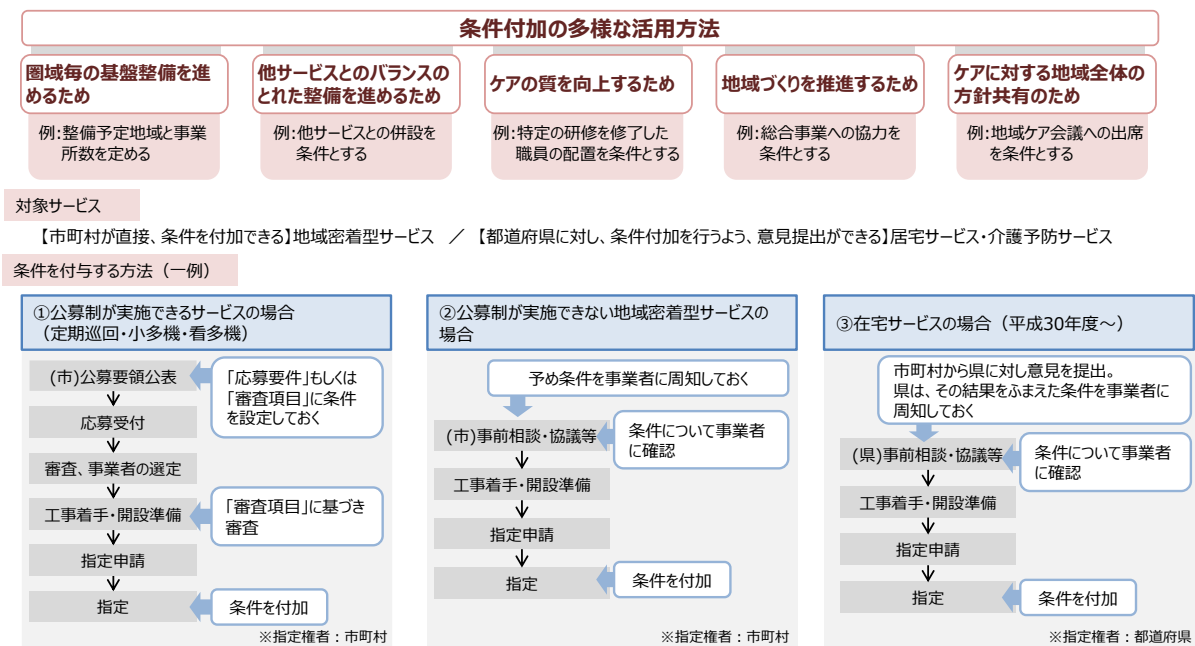 条件付加の多様な活用方法
圏域毎の基盤整備を進
めるため
例：整備予定地域と事業
所数を定める
他サービスとのバランスの
とれた整備を進めるため
例：他サービスとの併設を
条件とする
ケアの質を向上するため
例：特定の研修を修了した
職員の配置を条件とする
地域づくりを推進するため
例：総合事業への協力を
条件とする
ケアに対する地域全体の
方針共有のため
例：地域ケア会議への出席
を条件とする
対象サービス
【市町村が直接、条件を付加できる】地域密着型サービス ／ 【都道府県に対し、条件付加を行うよう、意見提出ができる】居宅サービス・介護予防サービス
条件を付与する方法（一例）
①公募制が実施できるサービスの場合
（定期巡回・小多機・看多機）
(市)公募要領公表
「応募要件」もしくは
「審査項目」に条件
を設定しておく
応募受付
審査、事業者の選定
工事着手・開設準備
「審査項目」に基づき
審査
指定申請
指定
条件を付加
※指定権者：市町村
②公募制が実施できない地域密着型サービスの
場合
予め条件を事業者に周知しておく
(市)事前相談・協議等
条件について事業者
に確認
工事着手・開設準備
指定申請
指定
条件を付加
※指定権者：市町村
③在宅サービスの場合（平成30年度～）
市町村から県に対し意見を提出。
県は、その結果をふまえた条件を事業者に
周知しておく
(県)事前相談・協議等
条件について事業者
に確認
工事着手・開設準備
指定申請
指定
条件を付加
※指定権者：都道府県